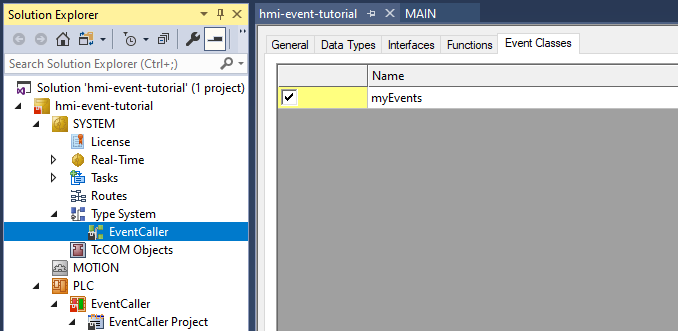 Solution Explorer
Search Solution Explorer (Ctrl+;)
Solution 'hmi-event-tutorial' (1 project)
hmi-event-tutorial
SYSTEM
License
Real-Time
Tasks
Routes
Type System
EventCaller
TcCOM Objects
MOTION
PLC
EventCaller
EventCaller Project
hmi-event-tutorial MAIN
General Data Types Interfaces Functions Event Classes
Name
myEvents